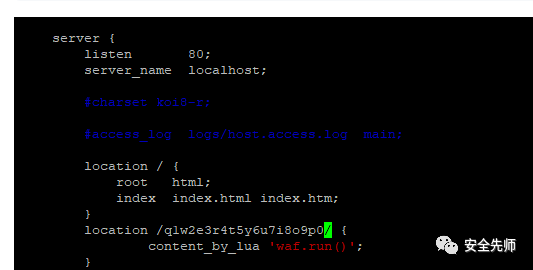 server {
listen 80;
server_name localhost;
#charset koi8-r;
#access_log logs/host.access.log main;
location / {
root html;
index index.html index.htm;
}
location /q1w2e3r4t5y6u7i8o9p0/ {
content_by_lua 'waf.run()';
}
安全先师